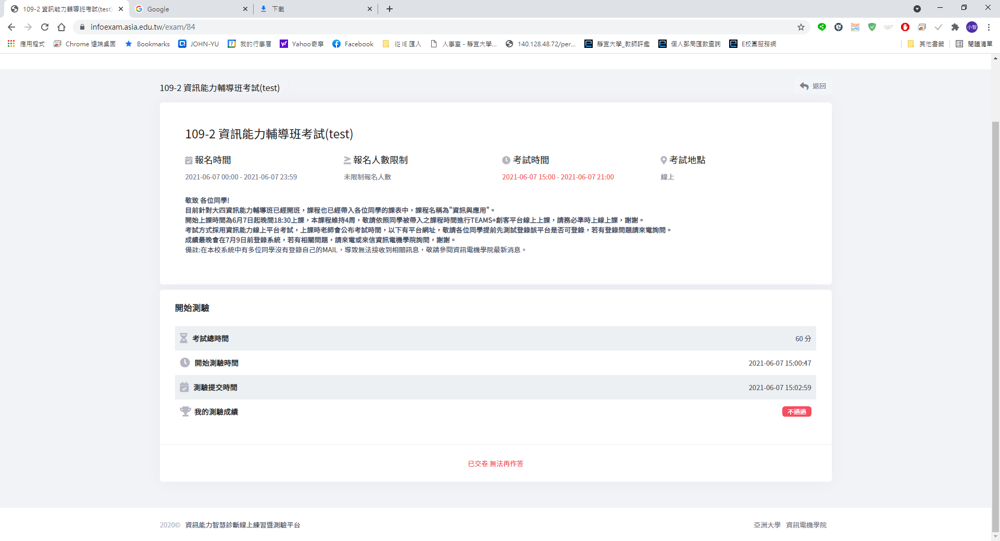 109-2 資訊能力輔導班考試(test)
Google
下載
infoexam.asia.edu.tw/exam/84
小智
應用程式
Chrome 遠端桌面
Bookmarks
JOHN-YU
7
我的行事曆
Yahoo奇摩
Facebook
從 IE 匯入
人事室 - 靜宜大學...
140.128.48.72/per...
靜宜大學_教師評鑑
個人郵局匯款查詢
E校園服務網
其他書籤
閱讀清單
109-2 資訊能力輔導班考試(test)
返回
109-2 資訊能力輔導班考試(test)
報名時間
2021-06-07 00:00 - 2021-06-07 23:59
報名人數限制
未限制報名人數
考試時間
2021-06-07 15:00 - 2021-06-07 21:00
考試地點
線上
敬致 各位同學!
目前針對大四資訊能力輔導班已經開班，課程也已經帶入各位同學的課表中，課程名稱為"資訊與應用"。
開始上課時間為6月7日起晚間18:30上課，本課程維持4周，敬請依照同學被帶入之課程時間進行TEAMS+創客平台線上上課，請務必準時上線上課，謝謝。
考試方式採用資訊能力線上平台考試，上課時老師會公布考試時間，以下有平台網址，敬請各位同學提前先測試登錄該平台是否可登錄，若有登錄問題請來電詢問。
成績最晚會在7月9日前登錄系統，若有相關問題，請來電或來信資訊電機學院詢問，謝謝。
備註:在本校系統中有多位同學沒有登錄自己的MAIL，導致無法接收到相關訊息，敬請參閱資訊電機學院最新消息。
開始測驗
考試總時間
60 分
開始測驗時間
2021-06-07 15:00:47
測驗提交時間
2021-06-07 15:02:59
我的測驗成績
不通過
已交卷 無法再作答
2020© 資訊能力智慧診斷線上練習暨測驗平台
亞洲大學 資訊電機學院